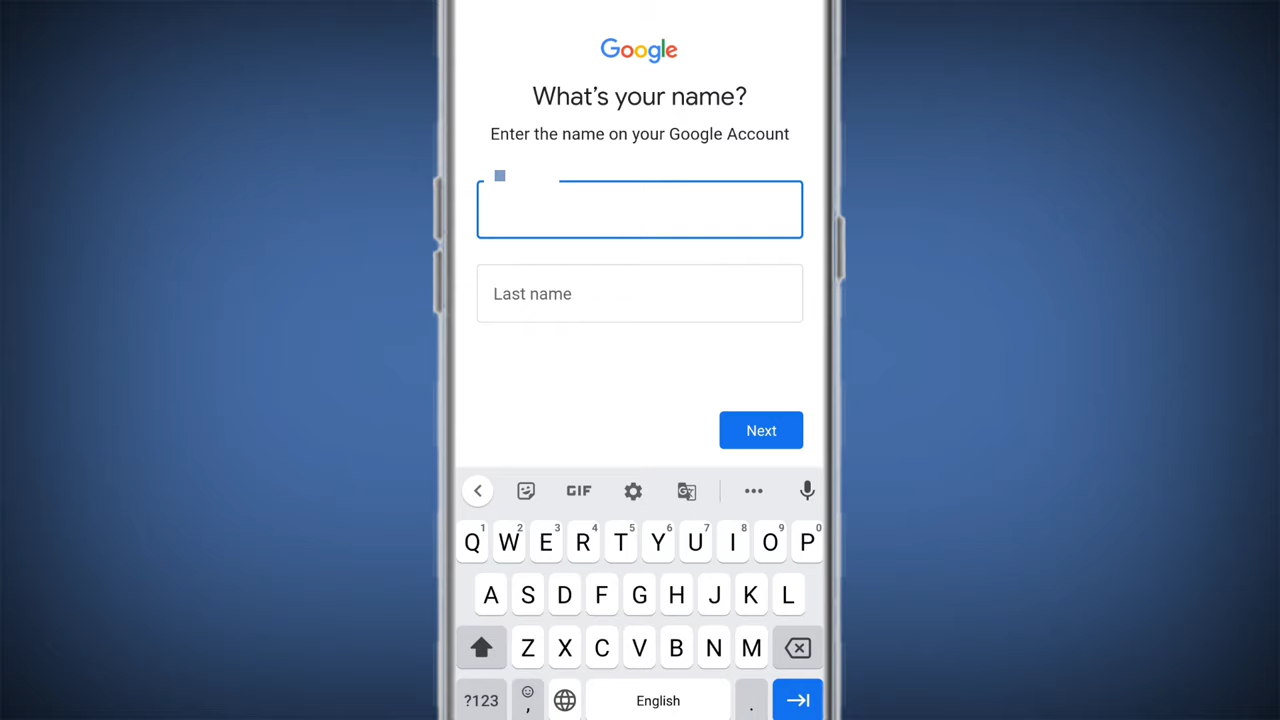 Google
What's your name?
Enter the name on your Google Account
Last name
Next
GIF
1 2 3 4 5 6 7 8 9 0
Q W E R T Y U I O P
A S D F G H J K L
Z X C V B N M
?123 , English .